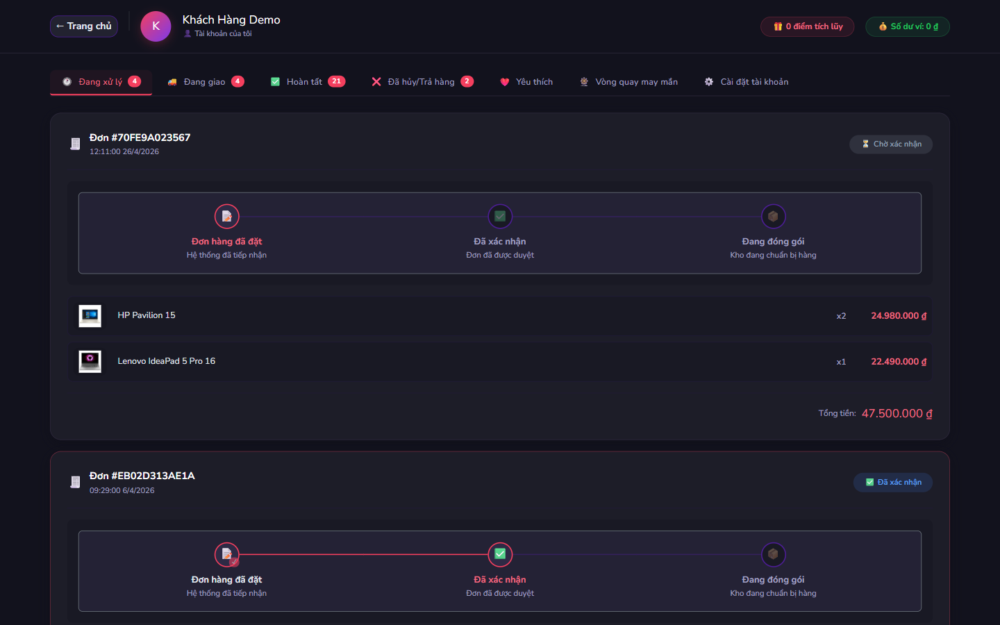 ← Trang chủ
K
Khách Hàng Demo
👤 Tài khoản của tôi
🎁 0 điểm tích lũy
💰 Số dư ví: 0 ₫
🕐 Đang xử lý 4
🚚 Đang giao 4
✅ Hoàn tất 21
❌ Đã hủy/Trả hàng 2
❤️ Yêu thích
🎡 Vòng quay may mắn
⚙️ Cài đặt tài khoản
Đơn #70FE9A023567
12:11:00 26/4/2026
⏳ Chờ xác nhận
Đơn hàng đã đặt
Hệ thống đã tiếp nhận
Đã xác nhận
Đơn đã được duyệt
Đang đóng gói
Kho đang chuẩn bị hàng
HP Pavilion 15
x2
24.980.000 ₫
Lenovo IdeaPad 5 Pro 16
x1
22.490.000 ₫
Tổng tiền: 47.500.000 ₫
Đơn #EB02D313AE1A
09:29:00 6/4/2026
✅ Đã xác nhận
Đơn hàng đã đặt
Hệ thống đã tiếp nhận
Đã xác nhận
Đơn đã được duyệt
Đang đóng gói
Kho đang chuẩn bị hàng